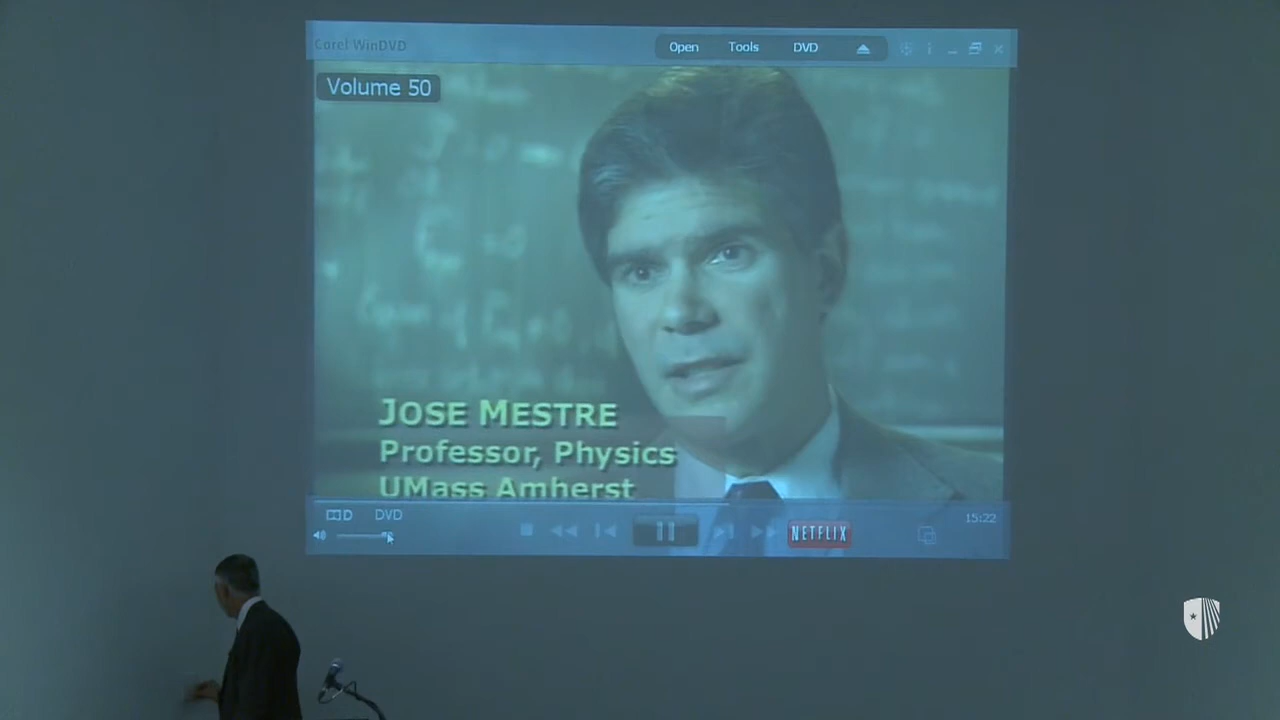 Corel WinDVD
Open Tools DVD
Volume 50
JOSE MESTRE
Professor, Physics
UMass Amherst
DVD
15:22
NETFLIX